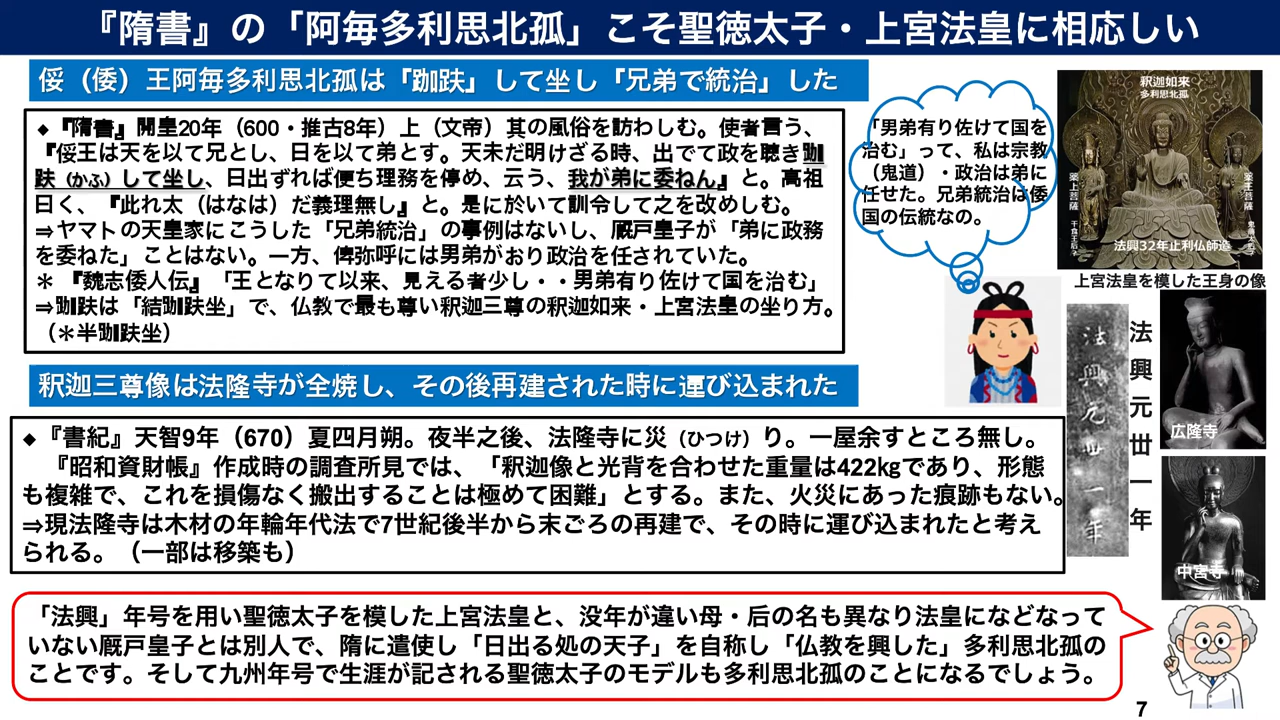 『隋書』の「阿毎多利思北孤」こそ聖徳太子・上宮法皇に相応しい
俀（倭）王阿毎多利思北孤は「跏趺」して坐し「兄弟で統治」した
◆『隋書』開皇20年（600・推古8年）上（文帝）其の風俗を訪わしむ。使者言う、
『俀王は天を以て兄とし、日を以て弟とす。天未だ明けざる時、出でて政を聴き跏
趺（かふ）して坐し、日出ずれば便ち理務を停め、云う、我が弟に委ねん』と。高祖
曰く、『此れ太（はなは）だ義理無し』と。是に於いて訓令して之を改めしむ。
⇒ヤマトの天皇家にこうした「兄弟統治」の事例はないし、厩戸皇子が「弟に政務
を委ねた」ことはない。一方、俾弥呼には男弟がおり政治を任されていた。
＊『魏志倭人伝』「王となりて以来、見える者少し・・男弟有り佐けて国を治む」
⇒跏趺は「結跏趺坐」で、仏教で最も尊い釈迦三尊の釈迦如来・上宮法皇の坐り方。
（＊半跏趺坐）
「男弟有り佐けて国を
治む」って、私は宗教
（鬼道）・政治は弟に
任せた。兄弟統治は倭
国の伝統なの。
釈迦如来
多利思北孤
薬上菩薩
干食王后
薬王菩薩
法興32年止利仏師造
上宮法皇を模した王身の像
釈迦三尊像は法隆寺が全焼し、その後再建された時に運び込まれた
◆『書紀』天智9年（670）夏四月朔。夜半之後、法隆寺に災（ひつけ）り。一屋余すところ無し。
『昭和資財帳』作成時の調査所見では、「釈迦像と光背を合わせた重量は422㎏であり、形態
も複雑で、これを損傷なく搬出することは極めて困難」とする。また、火災にあった痕跡もない。
⇒現法隆寺は木材の年輪年代法で7世紀後半から末ごろの再建で、その時に運び込まれたと考え
られる。（一部は移築も）
法興元丗一年
法興元丗一年
広隆寺
中宮寺
「法興」年号を用い聖徳太子を模した上宮法皇と、没年が違い母・后の名も異なり法皇になどなって
いない厩戸皇子とは別人で、隋に遣使し「日出る処の天子」を自称し「仏教を興した」多利思北孤の
ことです。そして九州年号で生涯が記される聖徳太子のモデルも多利思北孤のことになるでしょう。
7